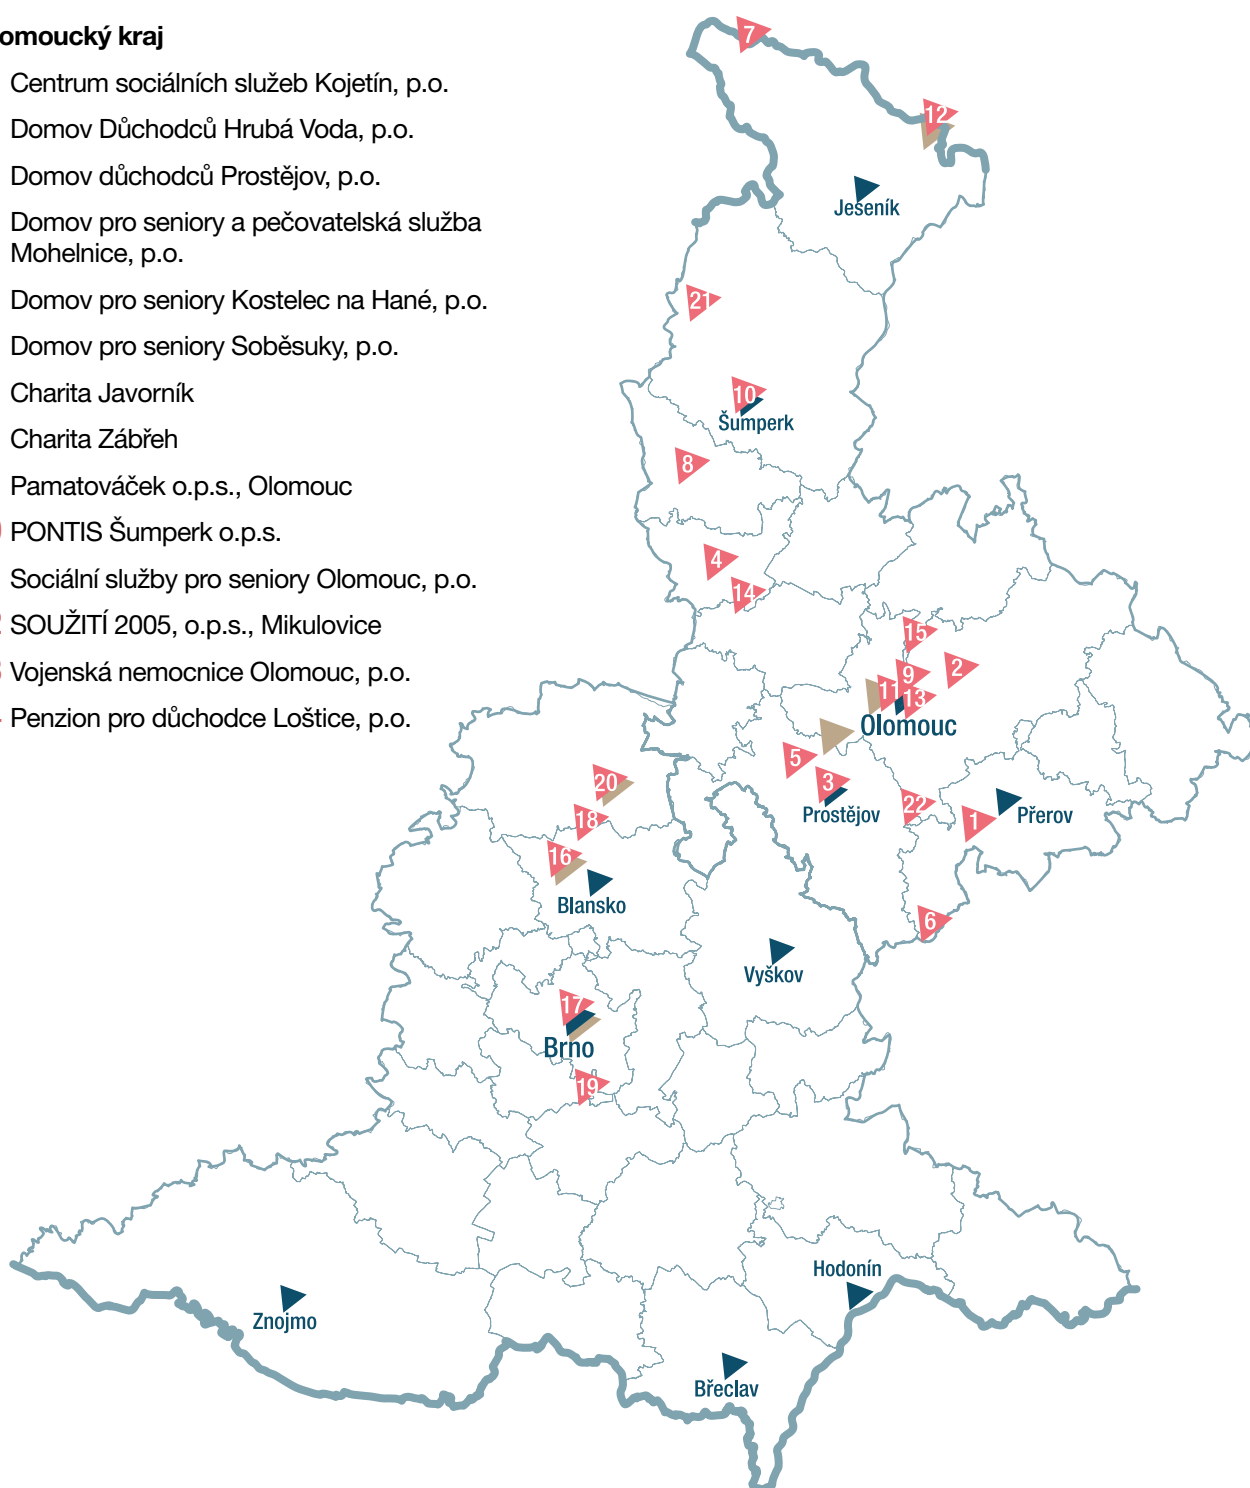 omoucký kraj
Centrum sociálních služeb Kojetín, p.o.
Domov Důchodců Hrubá Voda, p.o.
Domov důchodců Prostějov, p.o.
Domov pro seniory a pečovatelská služba
Mohelnice, p.o.
Domov pro seniory Kostelec na Hané, p.o.
Domov pro seniory Soběsuky, p.o.
Charita Javorník
Charita Zábřeh
Pamatováček o.p.s., Olomouc
PONTIS Šumperk o.p.s.
Sociální služby pro seniory Olomouc, p.o.
SOUŽITÍ 2005, o.p.s., Mikulovice
Vojenská nemocnice Olomouc, p.o.
Penzion pro důchodce Loštice, p.o.
7
12
Jeseník
21
10
Šumperk
8
4
14
15
2
9
11
13
Olomouc
5
3
Prostějov
22
1
Přerov
20
18
16
Blansko
6
Vyškov
17
Brno
19
Hodonín
Znojmo
Břeclav